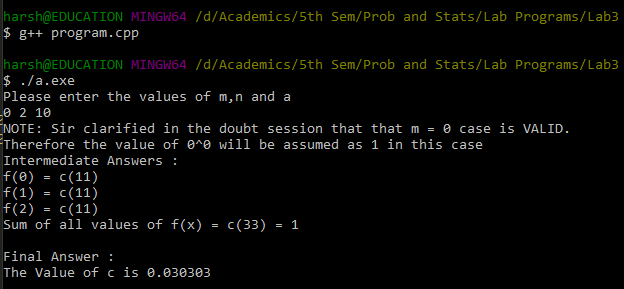 harsh@EDUCATION MINGW64 /d/Academics/5th Sem/Prob and Stats/Lab Programs/Lab3
$ g++ program.cpp
harsh@EDUCATION MINGW64 /d/Academics/5th Sem/Prob and Stats/Lab Programs/Lab3
$ ./a.exe
Please enter the values of m,n and a
0 2 10
NOTE: Sir clarified in the doubt session that that m = 0 case is VALID.
Therefore the value of 0^0 will be assumed as 1 in this case
Intermediate Answers :
f(0) = c(11)
f(1) = c(11)
f(2) = c(11)
Sum of all values of f(x) = c(33) = 1
Final Answer :
The Value of c is 0.030303